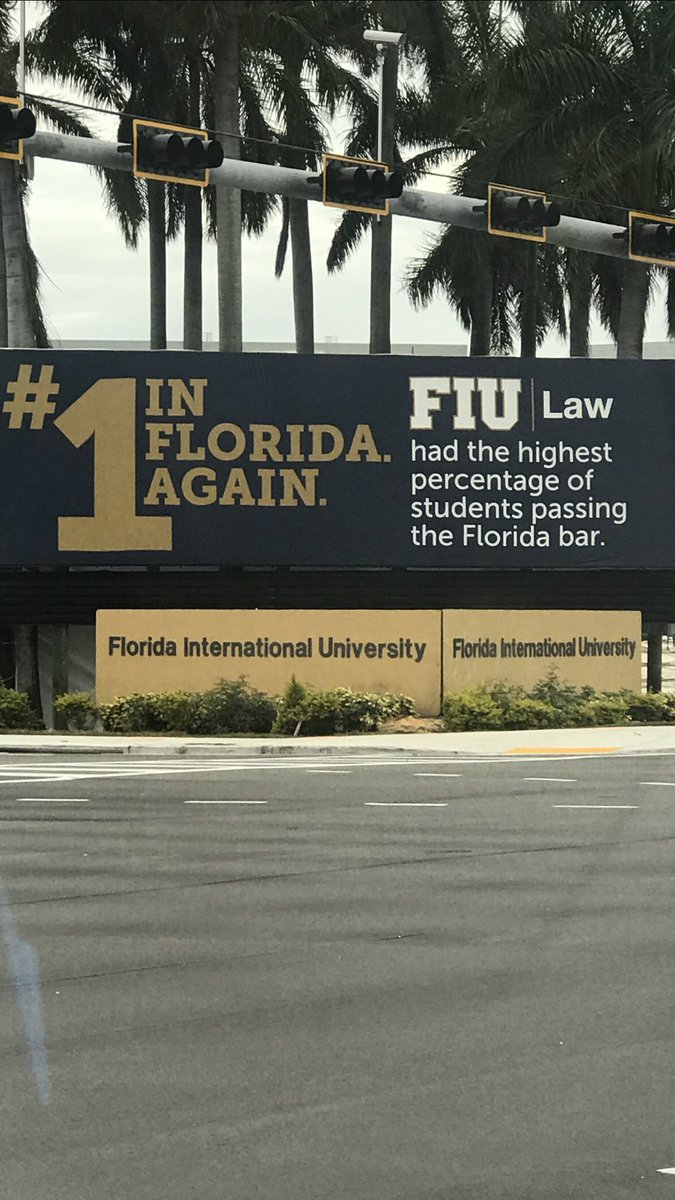 #1 IN
FLORIDA.
AGAIN.
FIU | Law
had the highest
percentage of
students passing
the Florida bar.
Florida International University
Florida International University